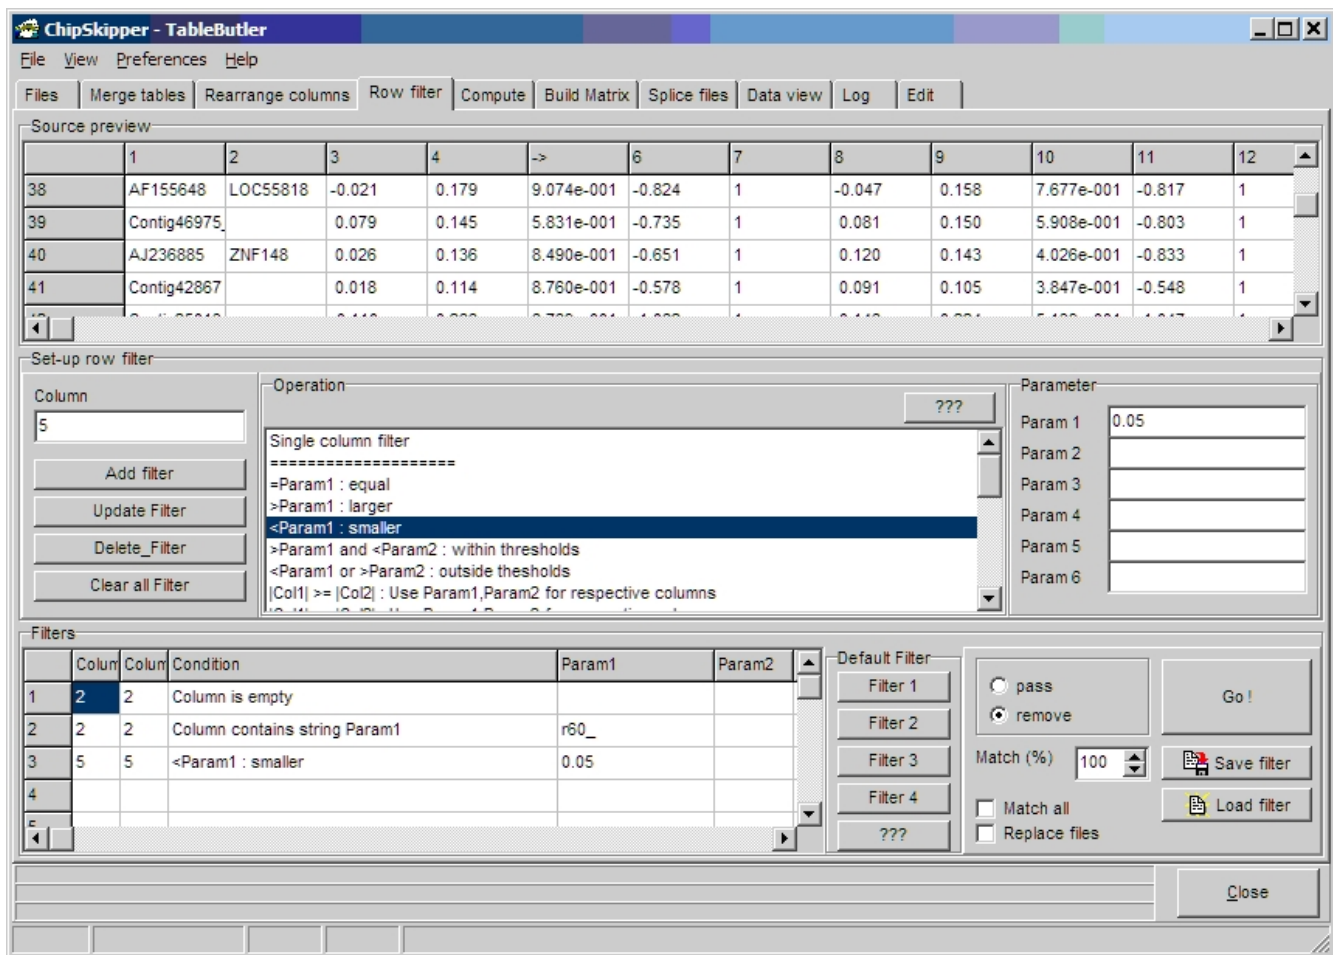 ChipSkipper - TableButler
File View Preferences Help
Files Merge tables Rearrange columns Row filter Compute Build Matrix Splice files Data view Log Edit
Source preview
1 2 3 4 -> 6 7 8 9 10 11 12
38 AF155648 LOC55818 -0.021 0.179 9.074e-001 -0.824 1 -0.047 0.158 7.677e-001 -0.817 1
39 Contig46975_ 0.079 0.145 5.831e-001 -0.735 1 0.081 0.150 5.908e-001 -0.803 1
40 AJ236885 ZNF148 0.026 0.136 8.490e-001 -0.651 1 0.120 0.143 4.026e-001 -0.833 1
41 Contig42867 0.018 0.114 8.760e-001 -0.578 1 0.091 0.105 3.847e-001 -0.548 1
Set-up row filter
Column
5
Add filter
Update Filter
Delete_Filter
Clear all Filter
Operation
???
Single column filter
====================
=Param1 : equal
>Param1 : larger
<Param1 : smaller
>Param1 and <Param2 : within thresholds
<Param1 or >Param2 : outside thesholds
|Col1| >= |Col2| : Use Param1,Param2 for respective columns
Parameter
Param 1 0.05
Param 2
Param 3
Param 4
Param 5
Param 6
Filters
Colum Colum Condition Param1 Param2
1 2 2 Column is empty
2 2 2 Column contains string Param1 r60_
3 5 5 <Param1 : smaller 0.05
4
Default Filter
Filter 1
Filter 2
Filter 3
Filter 4
???
pass
remove
Match (%) 100
Match all
Replace files
Go !
Save filter
Load filter
Close